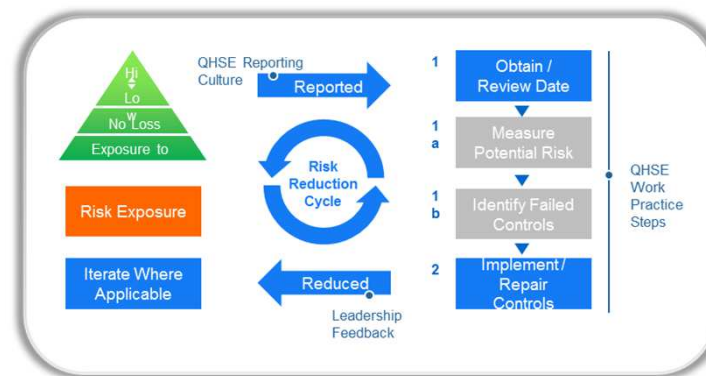 Hi
Lo
w
No Loss
Exposure to
Risk Exposure
Iterate Where
Applicable
QHSE Reporting
Culture
Reported
Risk
Reduction
Cycle
Reduced
Leadership
Feedback
1
Obtain /
Review Date
1
a
Measure
Potential Risk
1
b
Identify Failed
Controls
2
Implement /
Repair
Controls
QHSE
Work
Practice
Steps